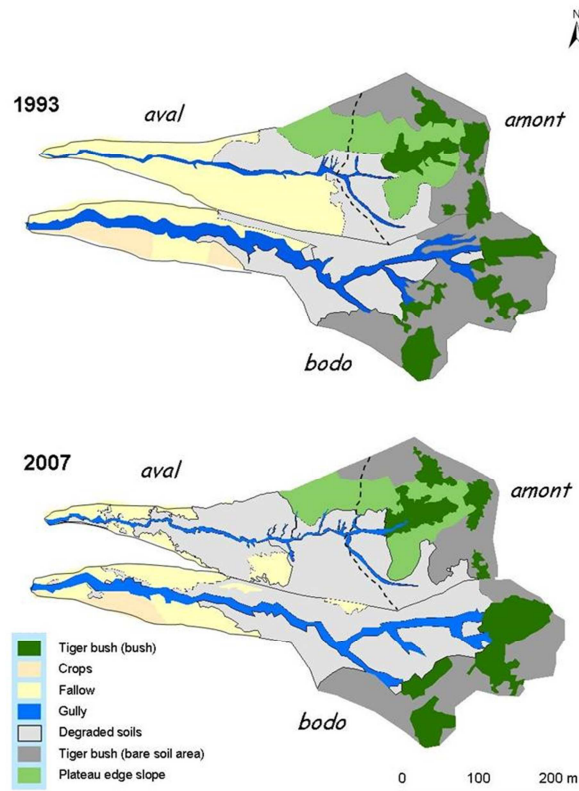 N
1993
aval
amont
bodo
2007
aval
amont
bodo
Tiger bush (bush)
Crops
Fallow
Gully
Degraded soils
Tiger bush (bare soil area)
Plateau edge slope
0 100 200 m